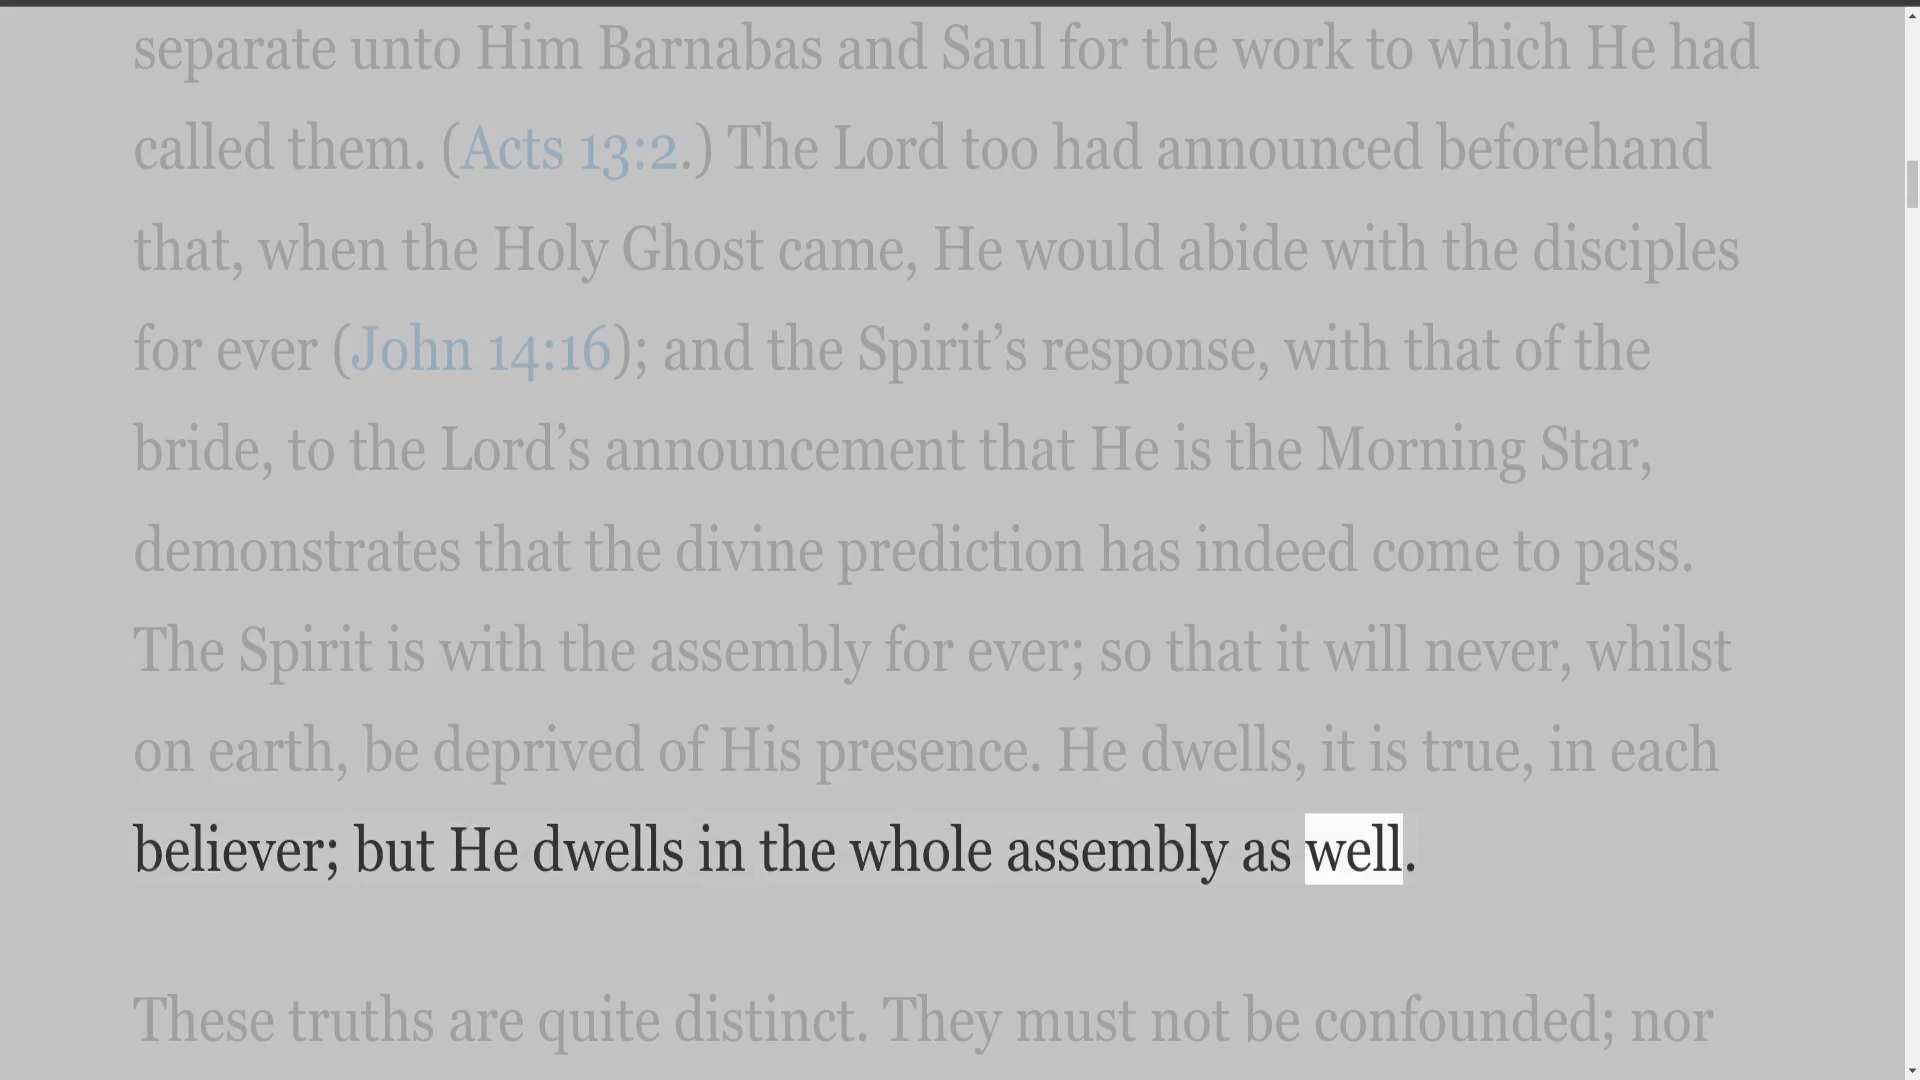 separate unto Him Barnabas and Saul for the work to which He had
called them. (Acts 13:2.) The Lord too had announced beforehand
that, when the Holy Ghost came, He would abide with the disciples
for ever (John 14:16); and the Spirit’s response, with that of the
bride, to the Lord’s announcement that He is the Morning Star,
demonstrates that the divine prediction has indeed come to pass.
The Spirit is with the assembly for ever; so that it will never, whilst
on earth, be deprived of His presence. He dwells, it is true, in each
believer; but He dwells in the whole assembly as well.
These truths are quite distinct. They must not be confounded; nor